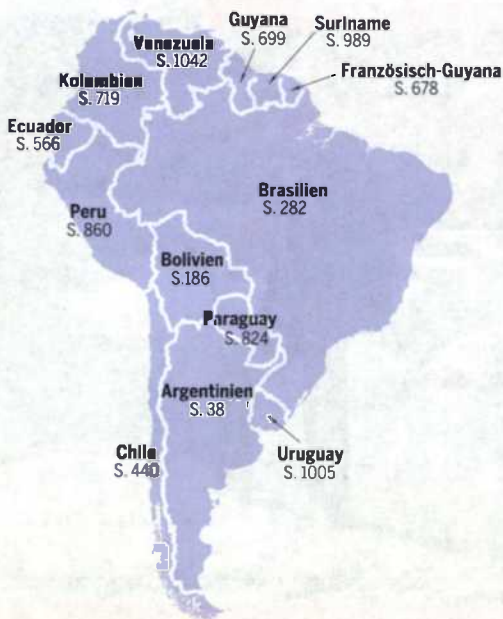 Guyana
S. 699
Suriname
S. 989
Venezuela
S. 1042
Französisch-Guyana
S. 678
Kolumbien
S. 719
Ecuador
S. 566
Brasilien
S. 282
Peru
S. 860
Bolivien
S.186
Paraguay
S. 824
Argentinien
S. 38
Chile
S. 440
Uruguay
S. 1005